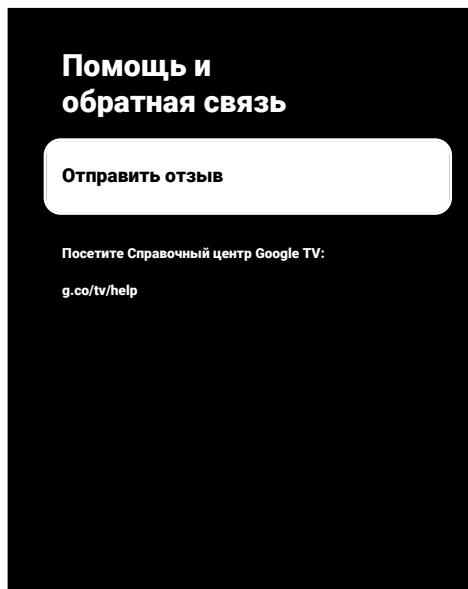 Помощь и
обратная связь
Отправить отзыв
Посетите Справочный центр Google TV:
g.co/tv/help